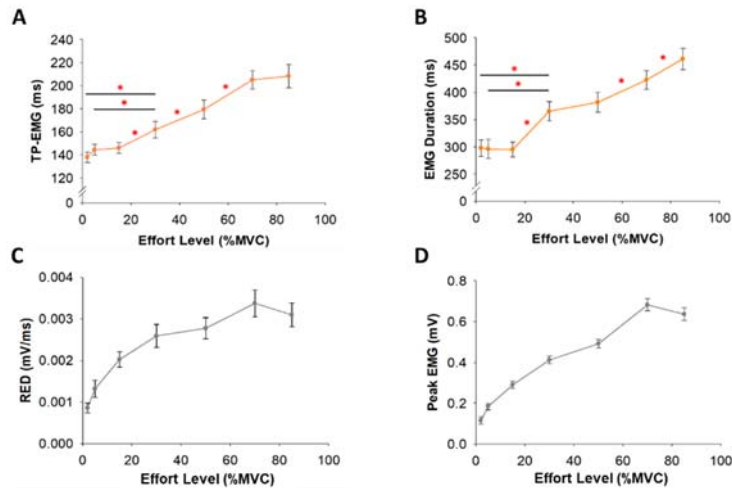 A
TP-EMG (ms)
220
200
180
160
140
120
0
0 20 40 60 80 100
Effort Level (%MVC)
B
EMG Duration (ms)
500
450
400
350
300
250
0
0 20 40 60 80 100
Effort Level (%MVC)
C
RED (mV/ms)
0.004
0.003
0.002
0.001
0.000
0 20 40 60 80 100
Effort Level (%MVC)
D
Peak EMG (mV)
0.8
0.6
0.4
0.2
0.0
0 20 40 60 80 100
Effort Level (%MVC)